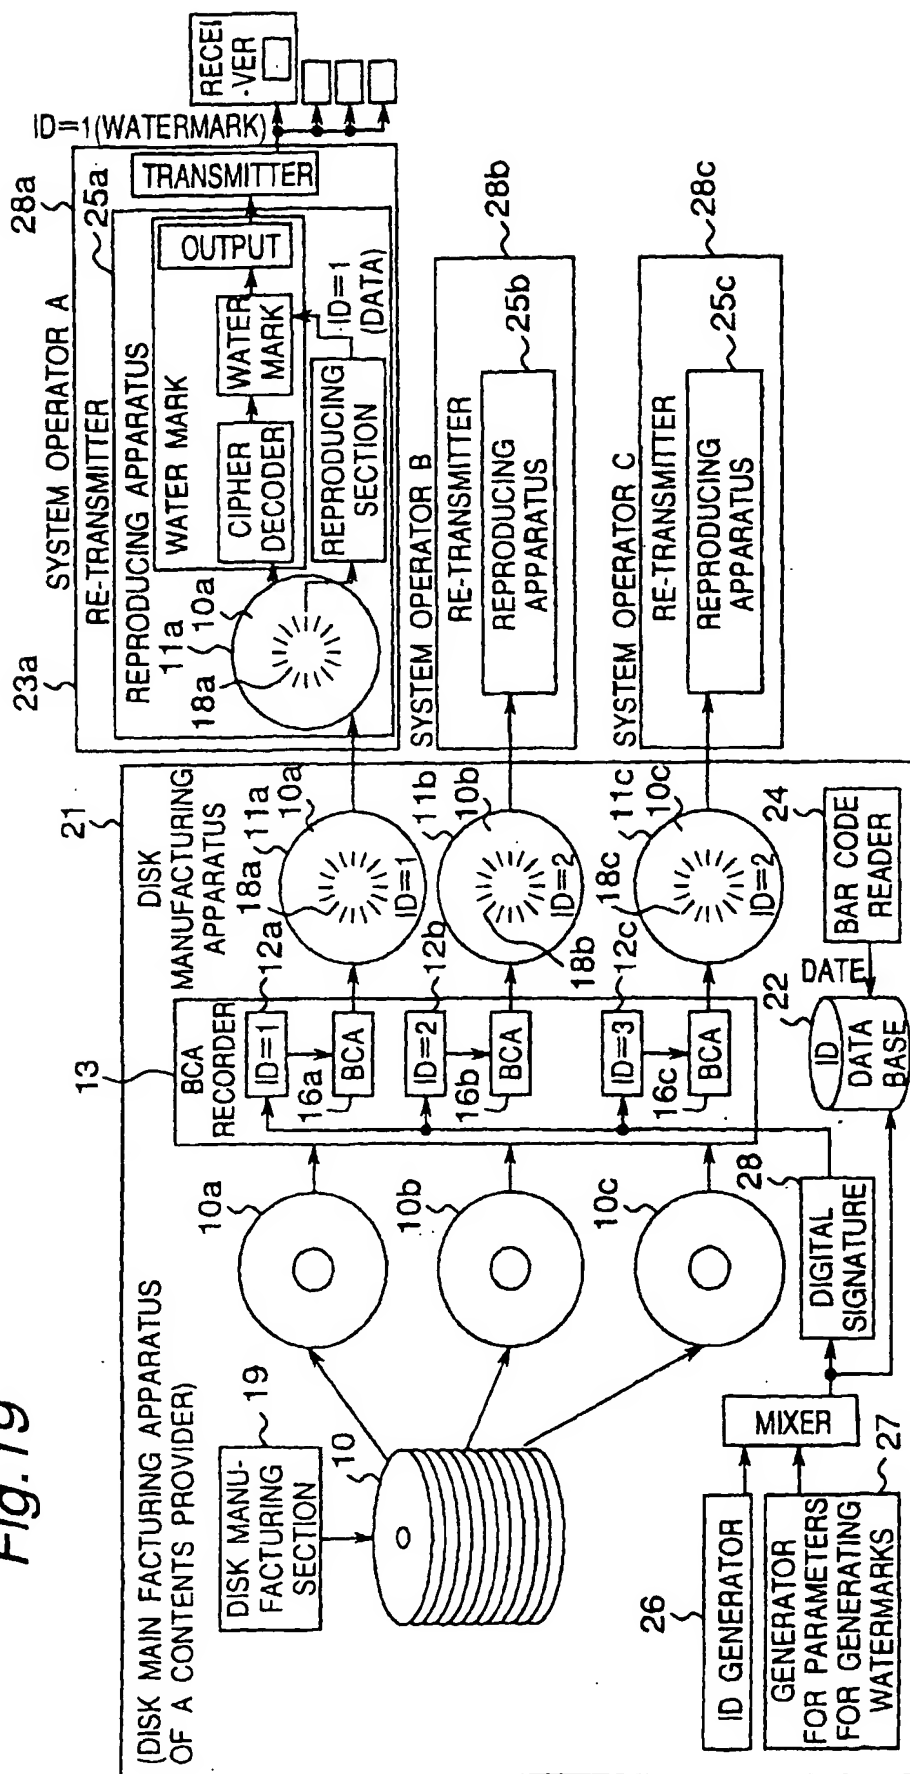 Fig.19
(DISK MAIN FACTURING APPARATUS
OF A CONTENTS PROVIDER)
DISK MANU-
FACTURING
SECTION
19
10
26
ID GENERATOR
GENERATOR
FOR PARAMETERS
FOR GENERATING
WATERMARKS
27
MIXER
DIGITAL
SIGNATURE
28
10a
10b
10c
13
BCA
RECORDER
ID=1
12a
16a
BCA
ID=2
12b
16b
BCA
ID=3
12c
16c
BCA
21
DISK
MANUFACTURING
APPARATUS
18a
11a
10a
ID=1
11b
10b
18b
ID=2
18c
11c
10c
ID=2
22
ID
DATA
BASE
DATE
24
BAR CODE
READER
23a
SYSTEM OPERATOR A
28a
RE-TRANSMITTER
25a
REPRODUCING APPARATUS
WATER MARK
18a
11a
10a
CIPHER
DECODER
WATER
MARK
OUTPUT
REPRODUCING
SECTION
ID=1
(DATA)
TRANSMITTER
ID=1(WATERMARK)
RECEI
-VER
SYSTEM OPERATOR B
28b
RE-TRANSMITTER
REPRODUCING
APPARATUS
25b
SYSTEM OPERATOR C
28c
RE-TRANSMITTER
REPRODUCING
APPARATUS
25c